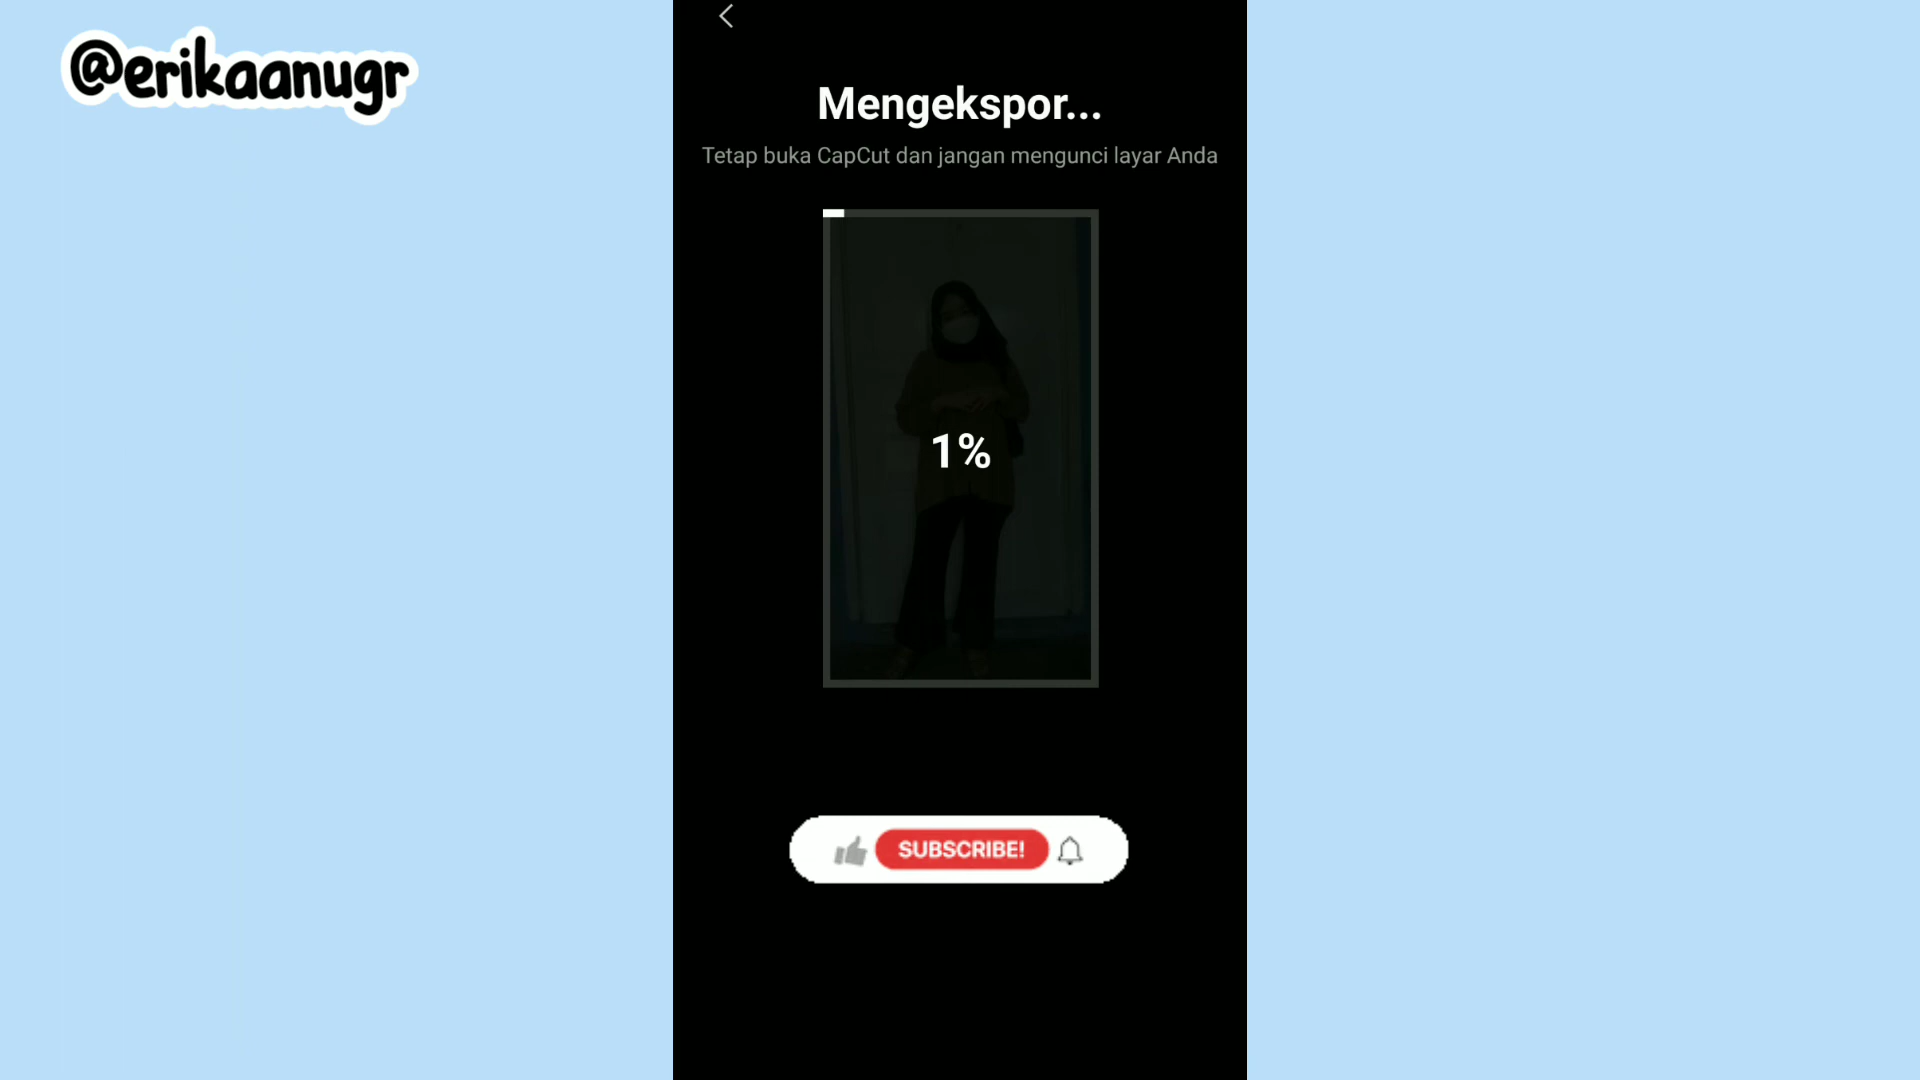 @erikaanugr
Mengekspor...
Tetap buka CapCut dan jangan mengunci layar Anda
1%
SUBSCRIBE!